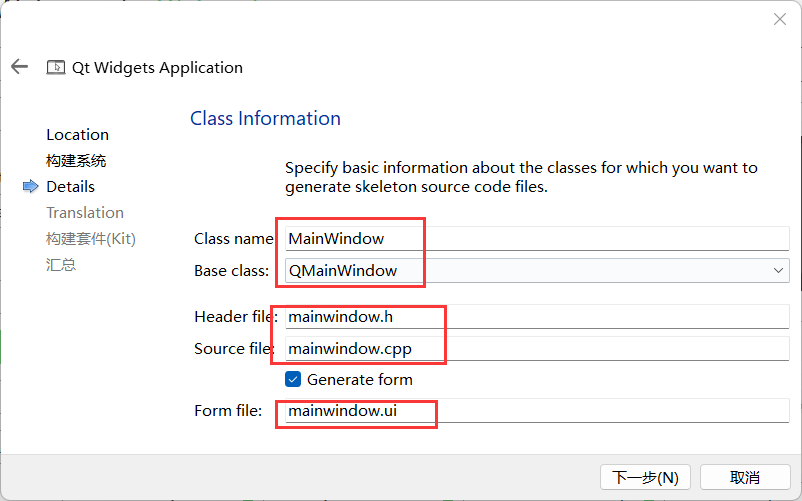 Qt Widgets Application
Class Information
Location
构建系统
Details
Translation
构建套件(Kit)
汇总
Specify basic information about the classes for which you want to
generate skeleton source code files.
Class name: MainWindow
Base class: QMainWindow
Header file: mainwindow.h
Source file: mainwindow.cpp
Generate form
Form file: mainwindow.ui
下一步(N)
取消